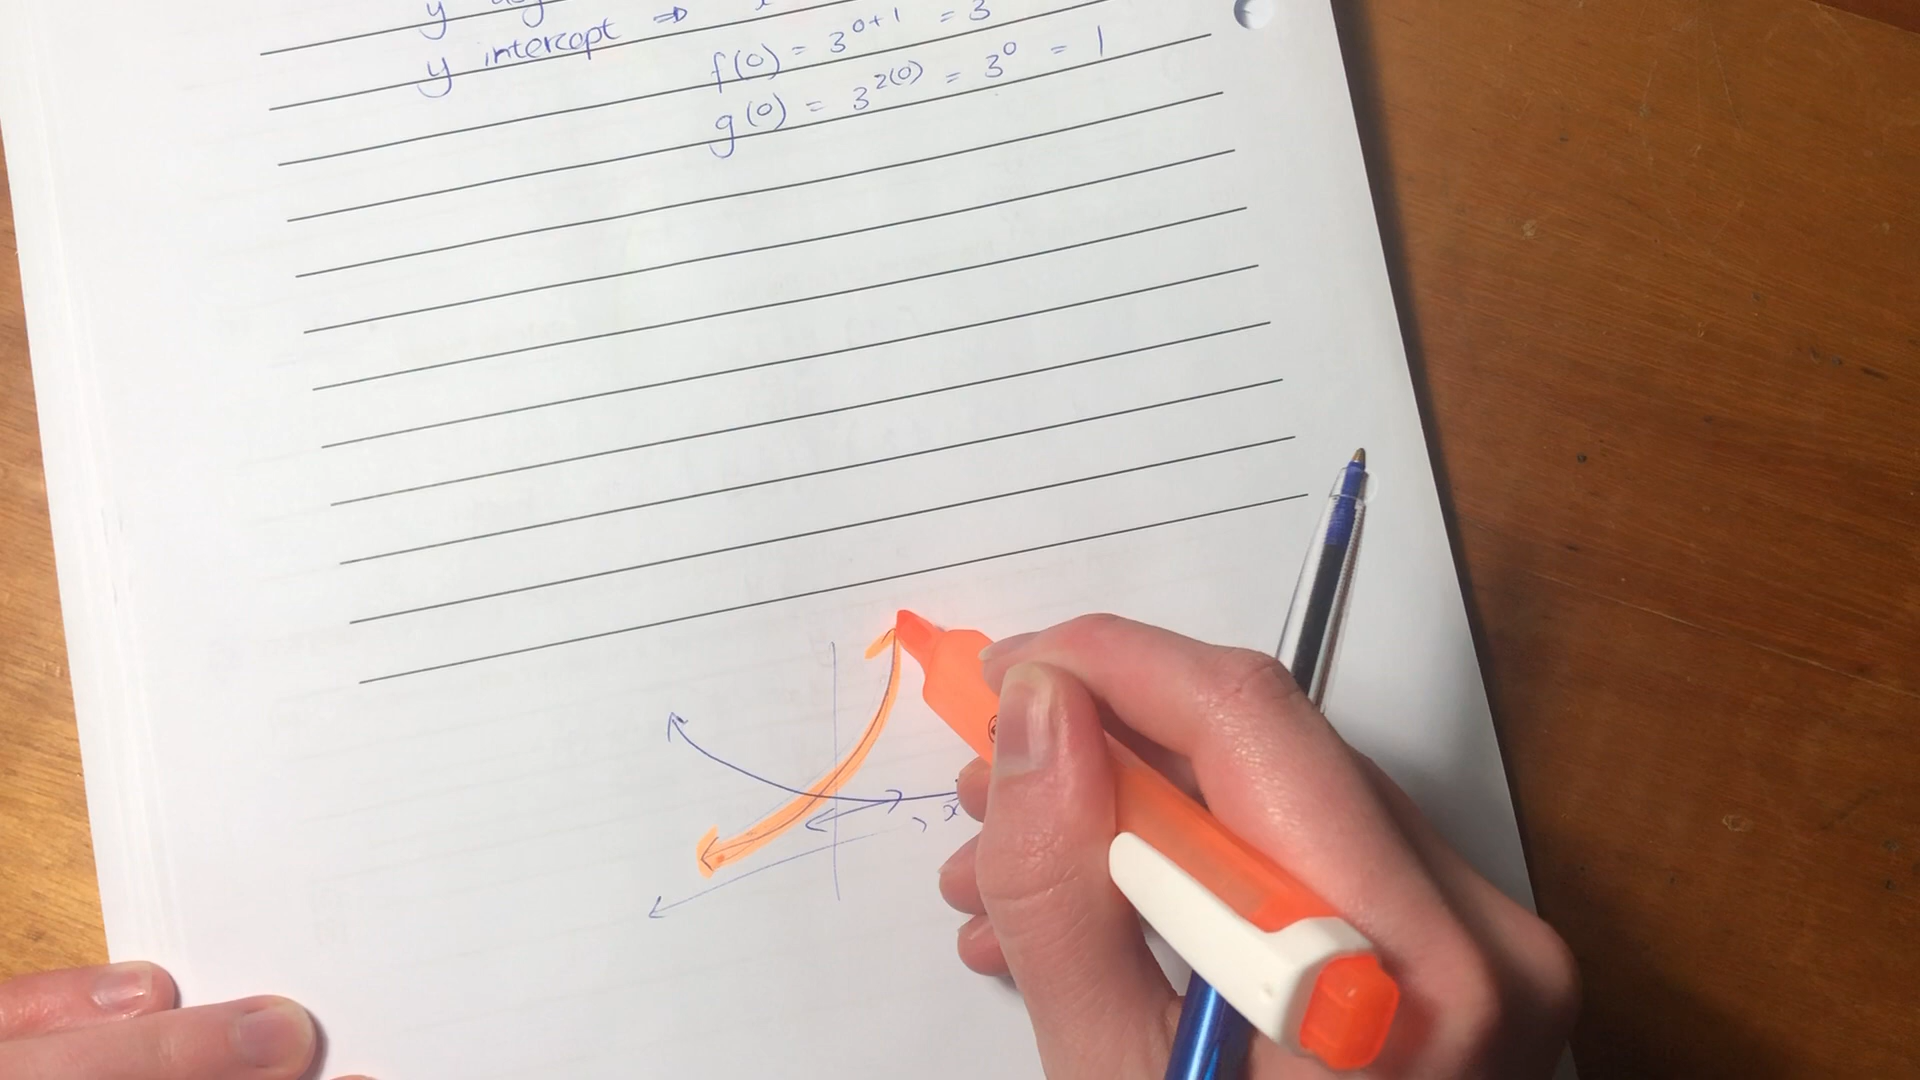 y
y intercept ⇒
f(0) = 3^{0+1} = 3
g(0) = 3^{2(0)} = 3^0 = 1
x